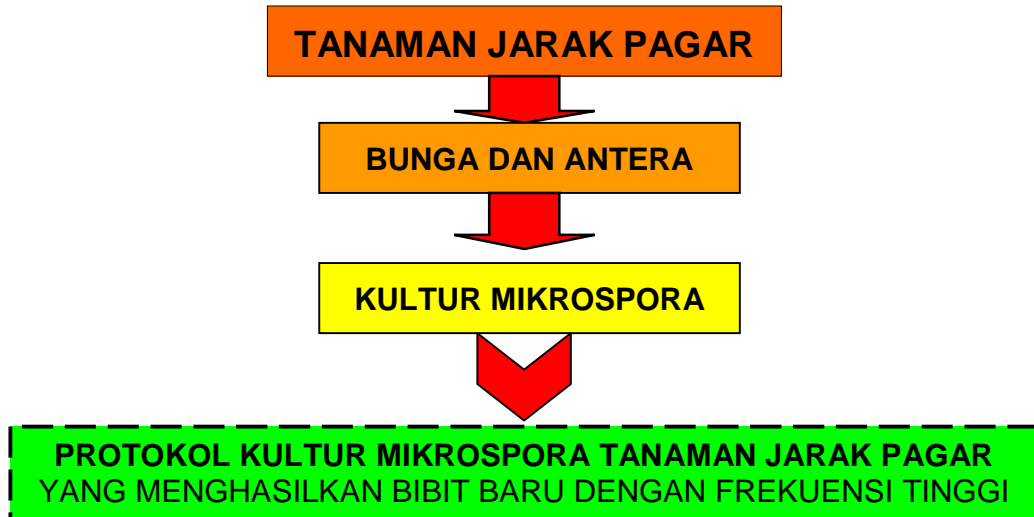 TANAMAN JARAK PAGAR
BUNGA DAN ANTERA
KULTUR MIKROSPORA
PROTOKOL KULTUR MIKROSPORA TANAMAN JARAK PAGAR
YANG MENGHASILKAN BIBIT BARU DENGAN FREKUENSI TINGGI